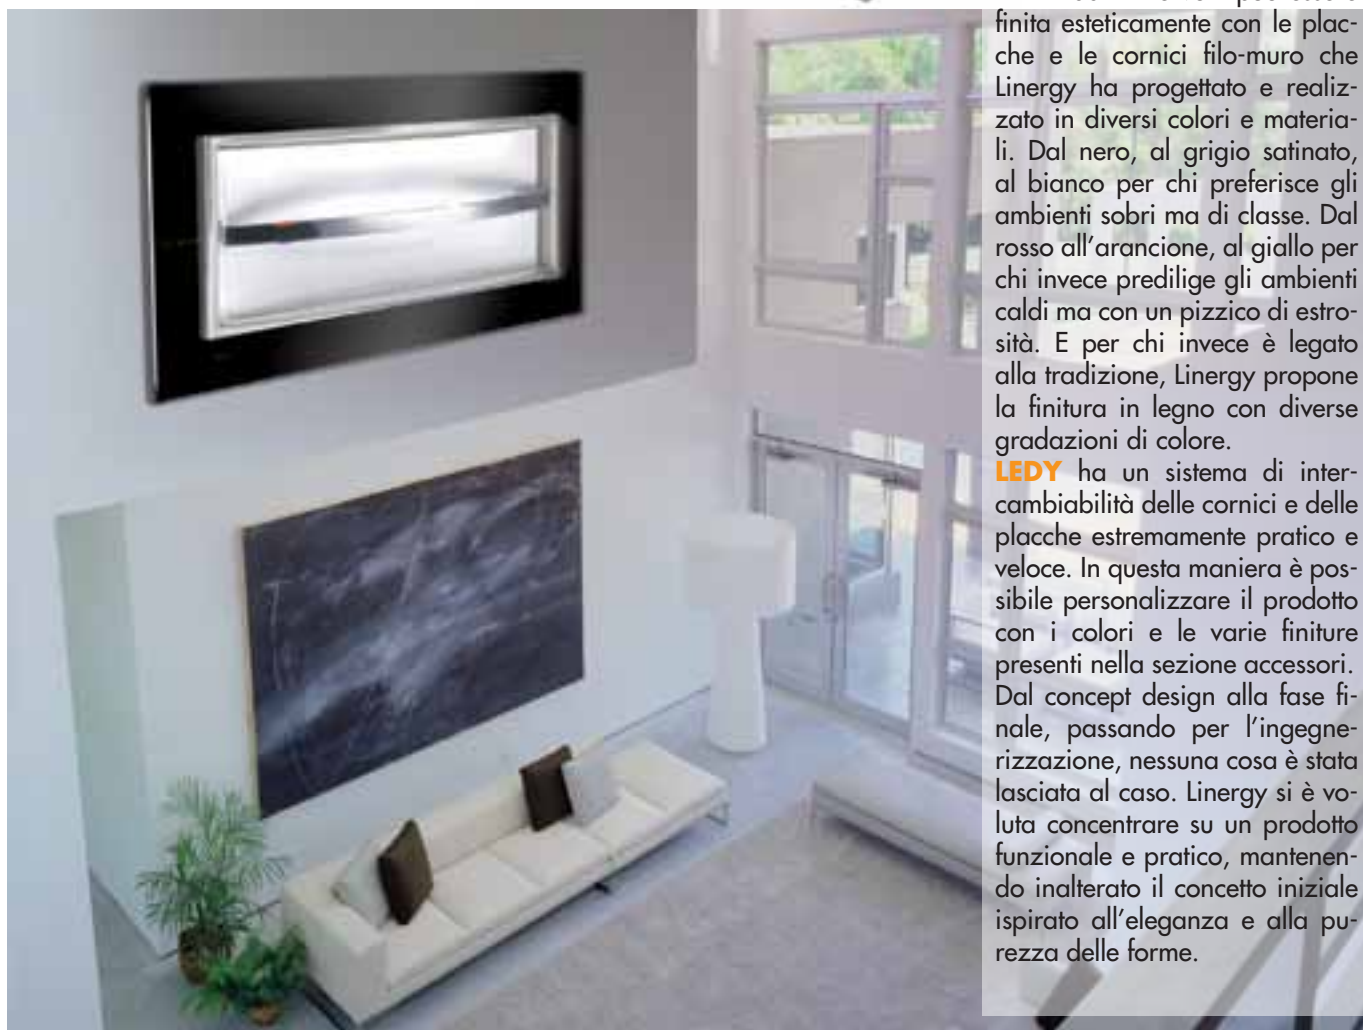 finita esteticamente con le plac-
che e le cornici filo-muro che
Linergy ha progettato e realiz-
zato in diversi colori e materia-
li. Dal nero, al grigio satinato,
al bianco per chi preferisce gli
ambienti sobri ma di classe. Dal
rosso all'arancione, al giallo per
chi invece predilige gli ambienti
caldi ma con un pizzico di estro-
sità. E per chi invece è legato
alla tradizione, Linergy propone
la finitura in legno con diverse
gradazioni di colore.
LEDY ha un sistema di inter-
cambiabilità delle cornici e delle
placche estremamente pratico e
veloce. In questa maniera è pos-
sibile personalizzare il prodotto
con i colori e le varie finiture
presenti nella sezione accessori.
Dal concept design alla fase fi-
nale, passando per l'ingegne-
rizzazione, nessuna cosa è stata
lasciata al caso. Linergy si è vo-
luta concentrare su un prodotto
funzionale e pratico, mantenen-
do inalterato il concetto iniziale
ispirato all'eleganza e alla pu-
rezza delle forme.